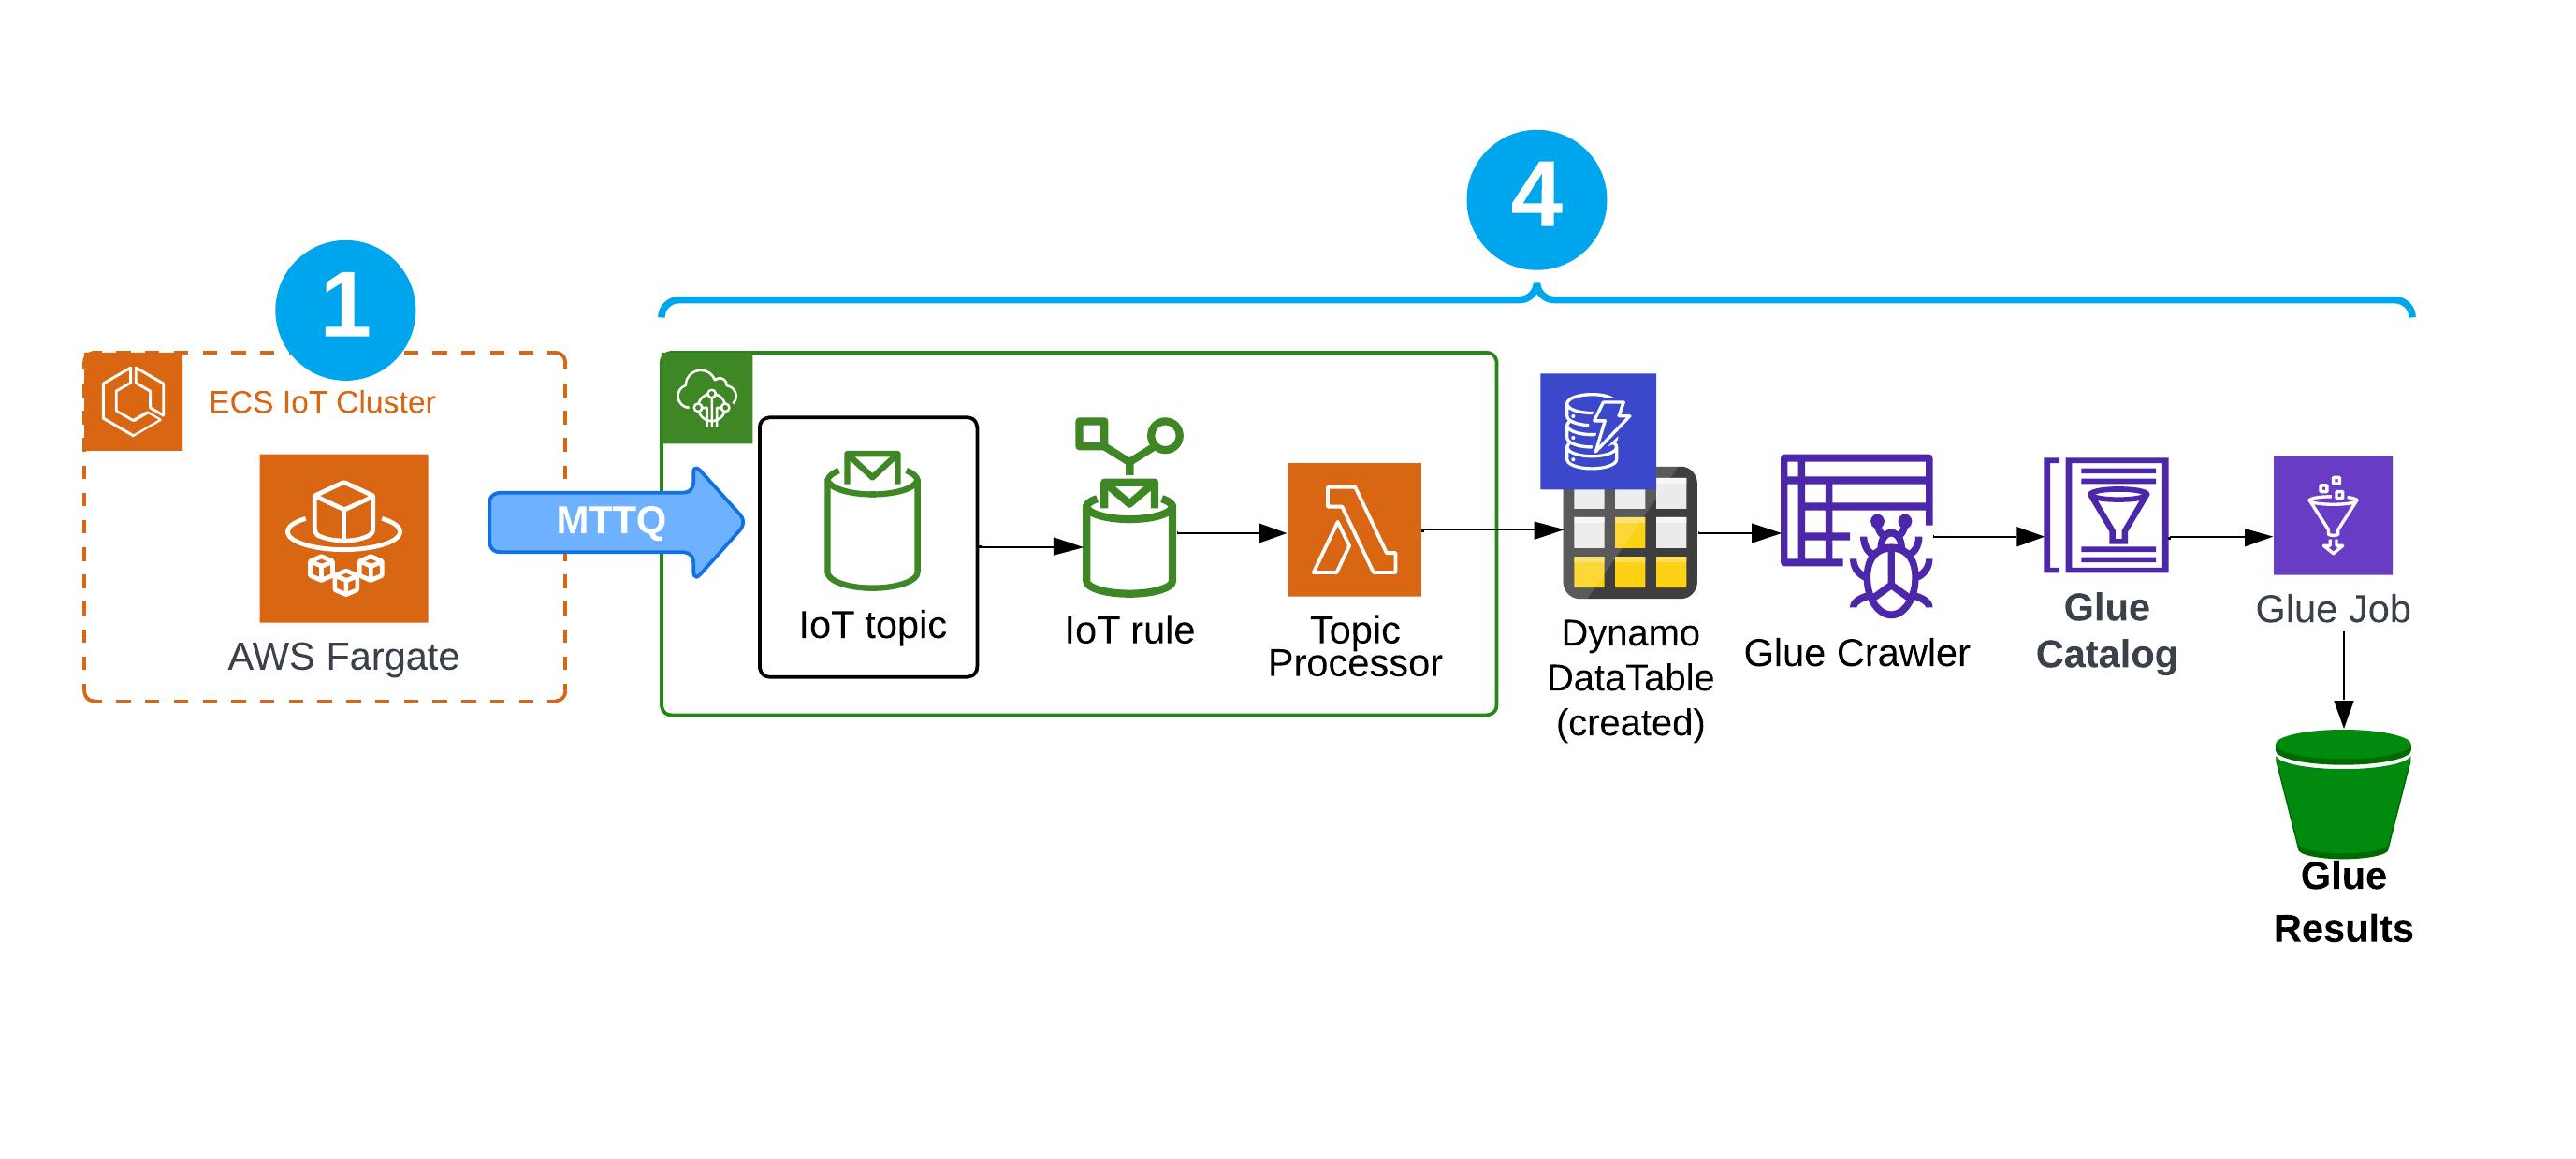 4
1
ECS IoT Cluster
AWS Fargate
MTTQ
IoT topic
IoT rule
Topic
Processor
Dynamo
DataTable
(created)
Glue Crawler
Glue
Catalog
Glue Job
Glue
Results